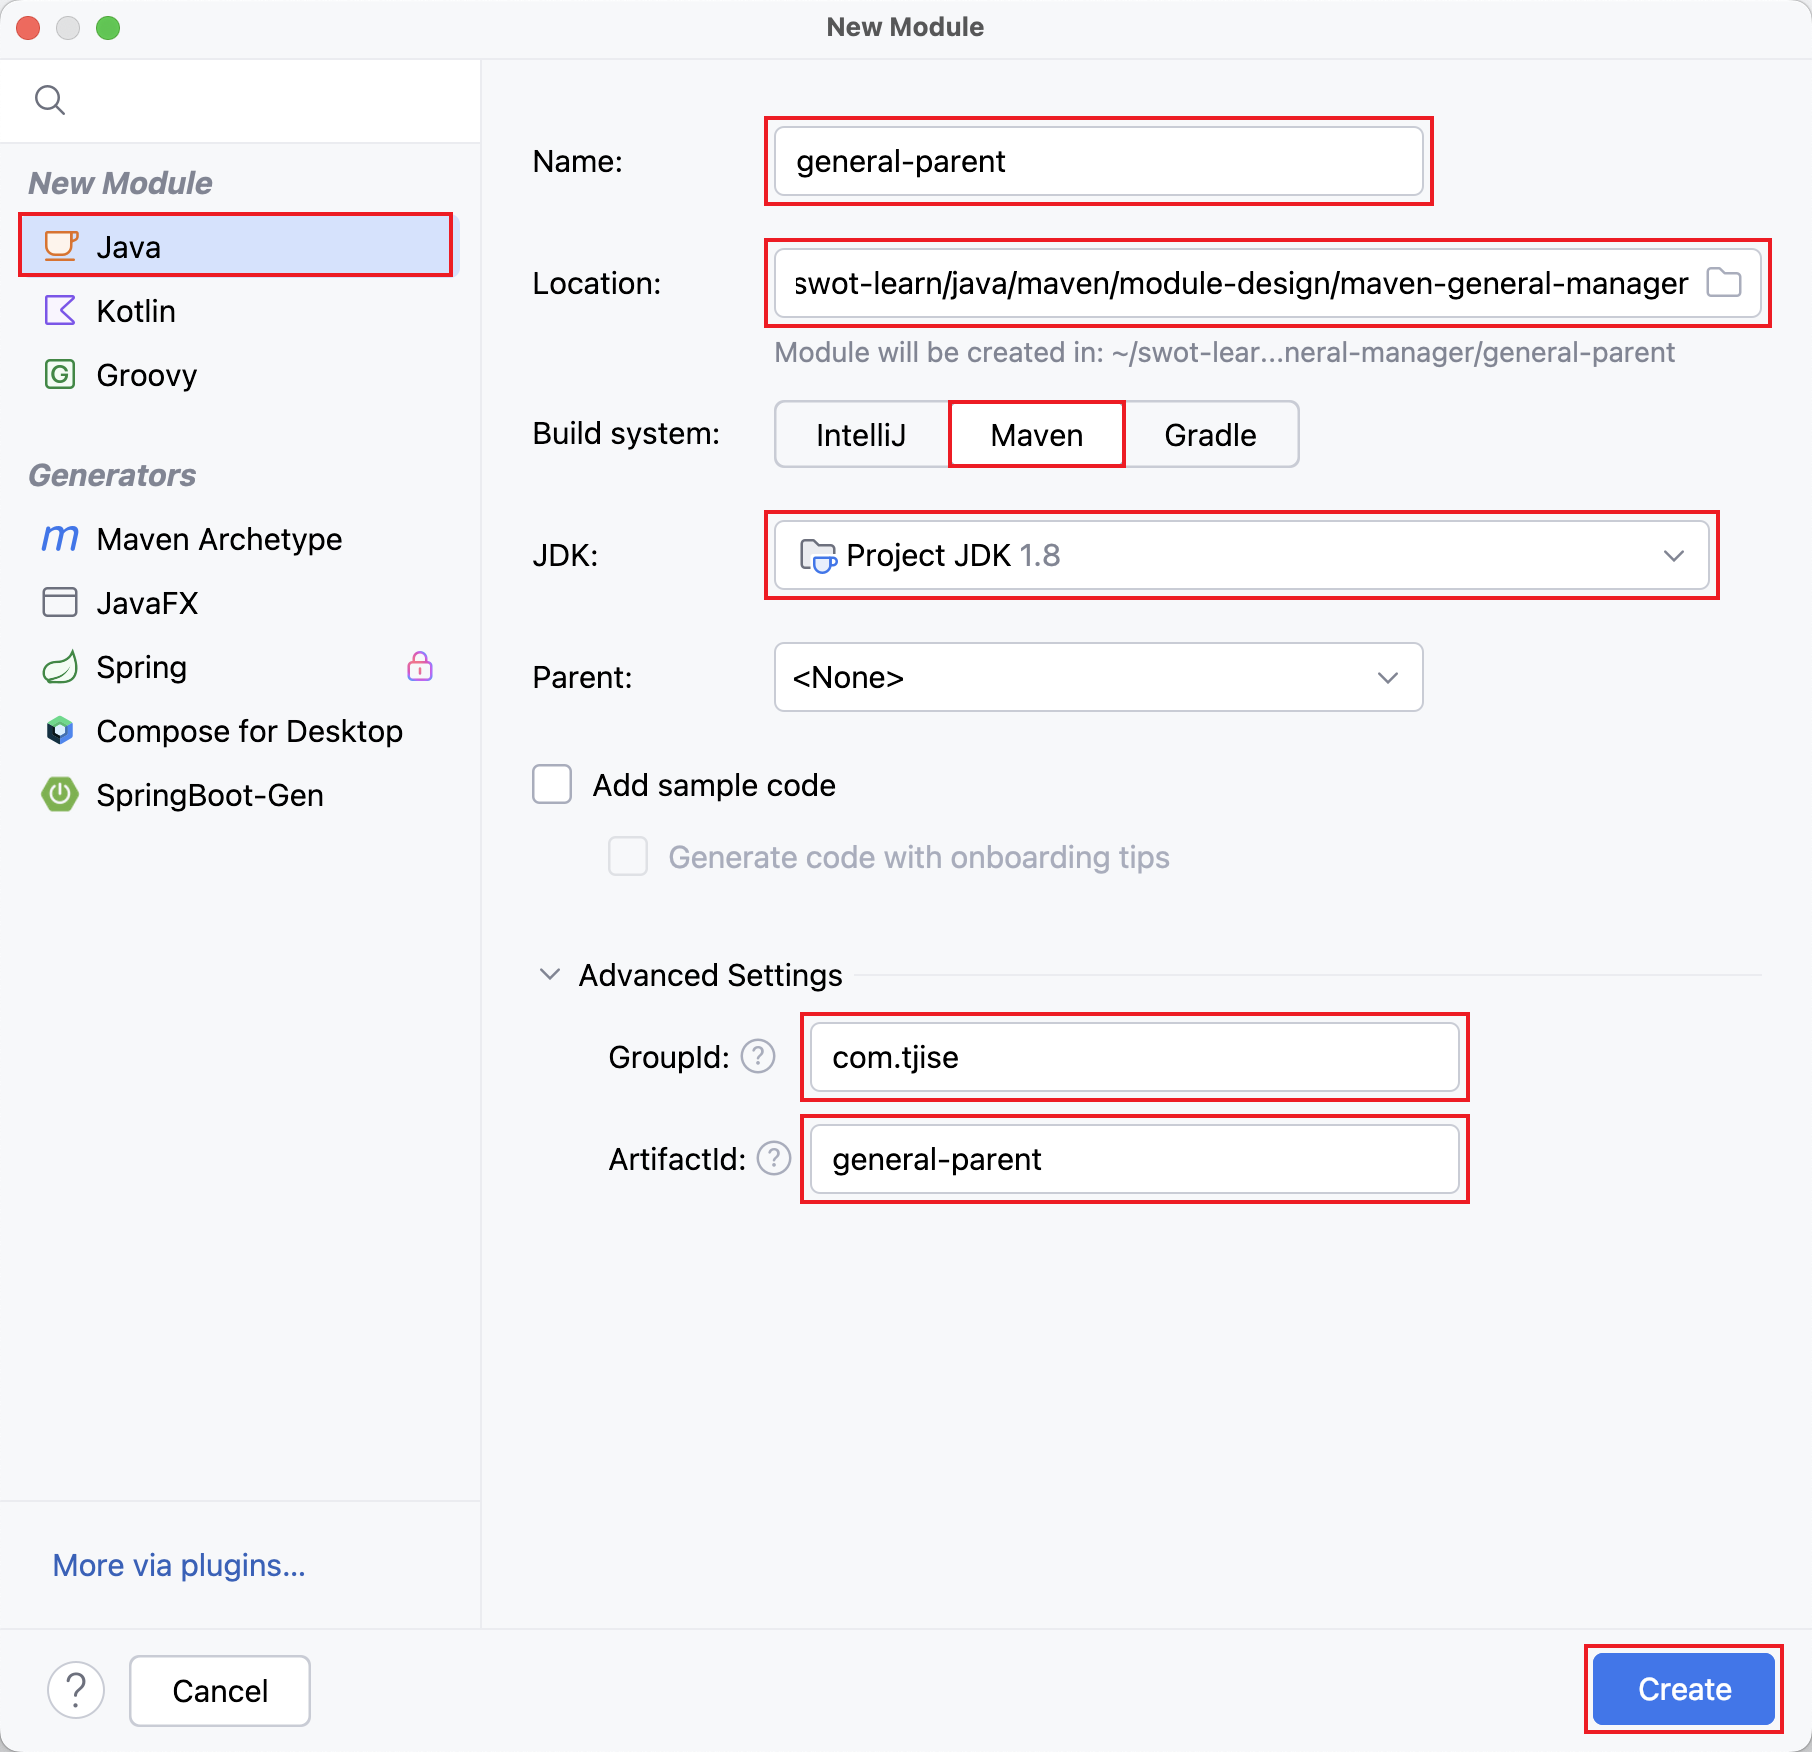 New Module
New Module
Java
Kotlin
Groovy
Generators
Maven Archetype
JavaFX
Spring
Compose for Desktop
SpringBoot-Gen
More via plugins...
Name: general-parent
Location: swot-learn/java/maven/module-design/maven-general-manager
Module will be created in: ~/swot-lear...neral-manager/general-parent
Build system: IntelliJ Maven Gradle
JDK: Project JDK 1.8
Parent: <None>
Add sample code
Generate code with onboarding tips
Advanced Settings
GroupId: ? com.tjise
ArtifactId: ? general-parent
? Cancel Create